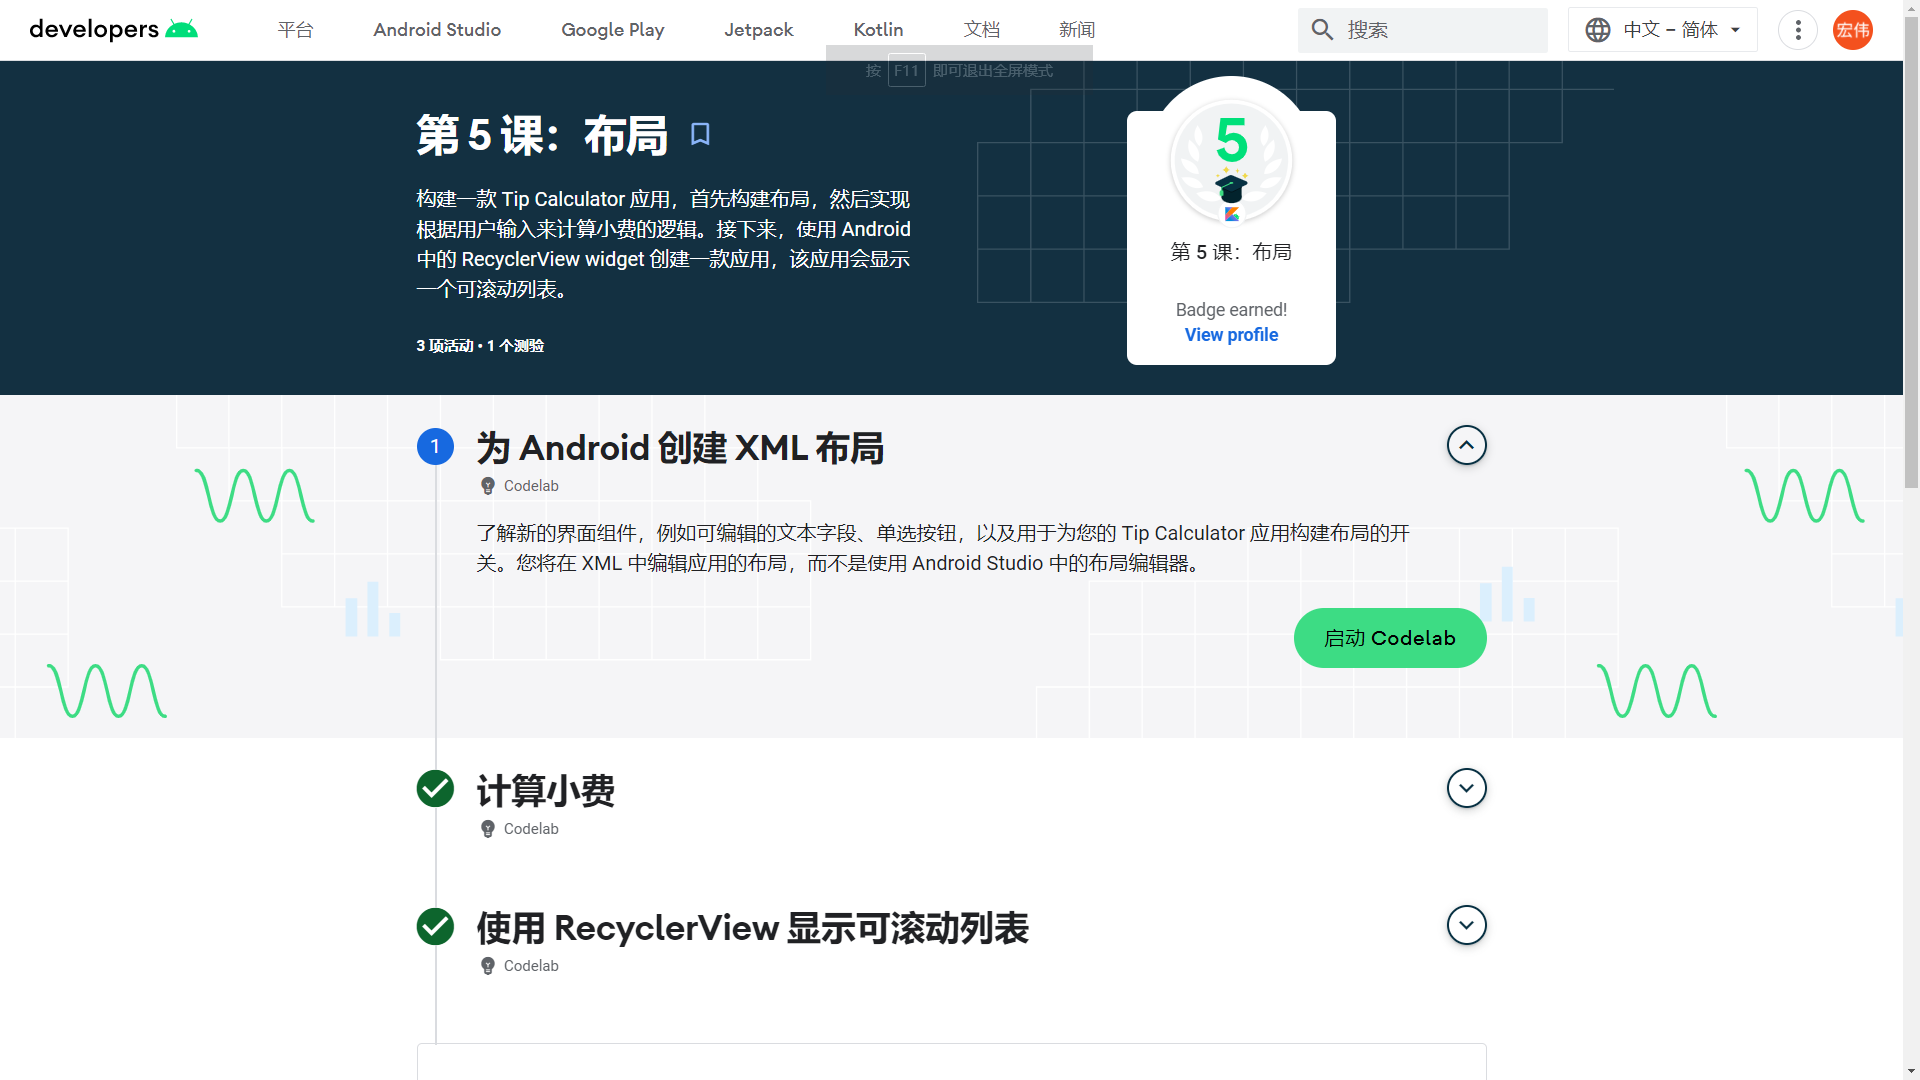 developers
平台
Android Studio
Google Play
Jetpack
Kotlin
文档
新闻
搜索
中文 – 简体
宏伟
按 F11 即可退出全屏模式
第 5 课：布局
构建一款 Tip Calculator 应用，首先构建布局，然后实现
根据用户输入来计算小费的逻辑。接下来，使用 Android
中的 RecyclerView widget 创建一款应用，该应用会显示
一个可滚动列表。
3 项活动 • 1 个测验
5
第 5 课：布局
Badge earned!
View profile
1
为 Android 创建 XML 布局
Codelab
了解新的界面组件，例如可编辑的文本字段、单选按钮，以及用于为您的 Tip Calculator 应用构建布局的开
关。您将在 XML 中编辑应用的布局，而不是使用 Android Studio 中的布局编辑器。
启动 Codelab
计算小费
Codelab
使用 RecyclerView 显示可滚动列表
Codelab